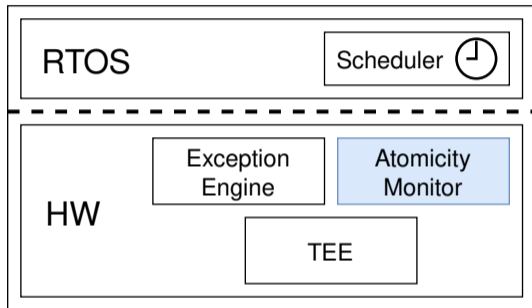 RTOS
Scheduler
Exception
Engine
Atomicity
Monitor
HW
TEE